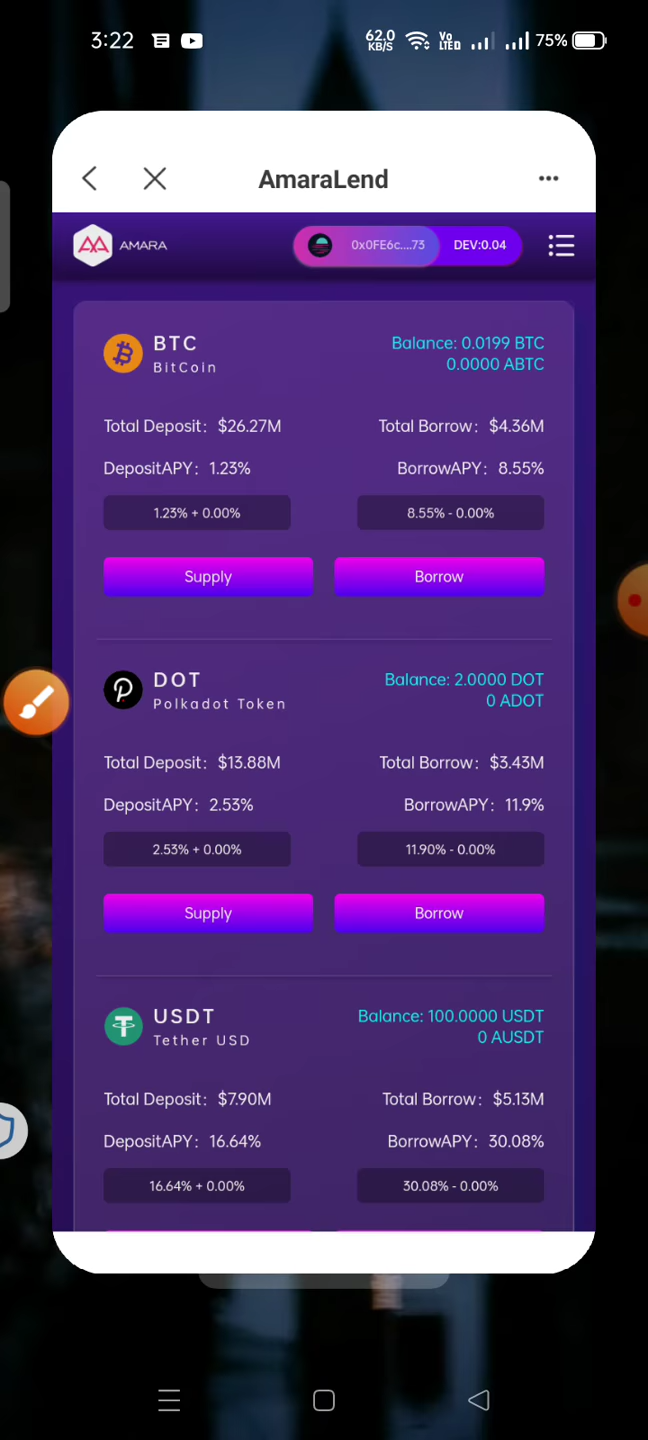 3:22
62.0 KB/S
Vo LTED
75%
AmaraLend
AMARA
0x0FE6c....73
DEV:0.04
BTC
BitCoin
Balance: 0.0199 BTC
0.0000 ABTC
Total Deposit: $26.27M
Total Borrow: $4.36M
DepositAPY: 1.23%
BorrowAPY: 8.55%
1.23% + 0.00%
8.55% - 0.00%
Supply
Borrow
DOT
Polkadot Token
Balance: 2.0000 DOT
0 ADOT
Total Deposit: $13.88M
Total Borrow: $3.43M
DepositAPY: 2.53%
BorrowAPY: 11.9%
2.53% + 0.00%
11.90% - 0.00%
Supply
Borrow
USDT
Tether USD
Balance: 100.0000 USDT
0 AUSDT
Total Deposit: $7.90M
Total Borrow: $5.13M
DepositAPY: 16.64%
BorrowAPY: 30.08%
16.64% + 0.00%
30.08% - 0.00%